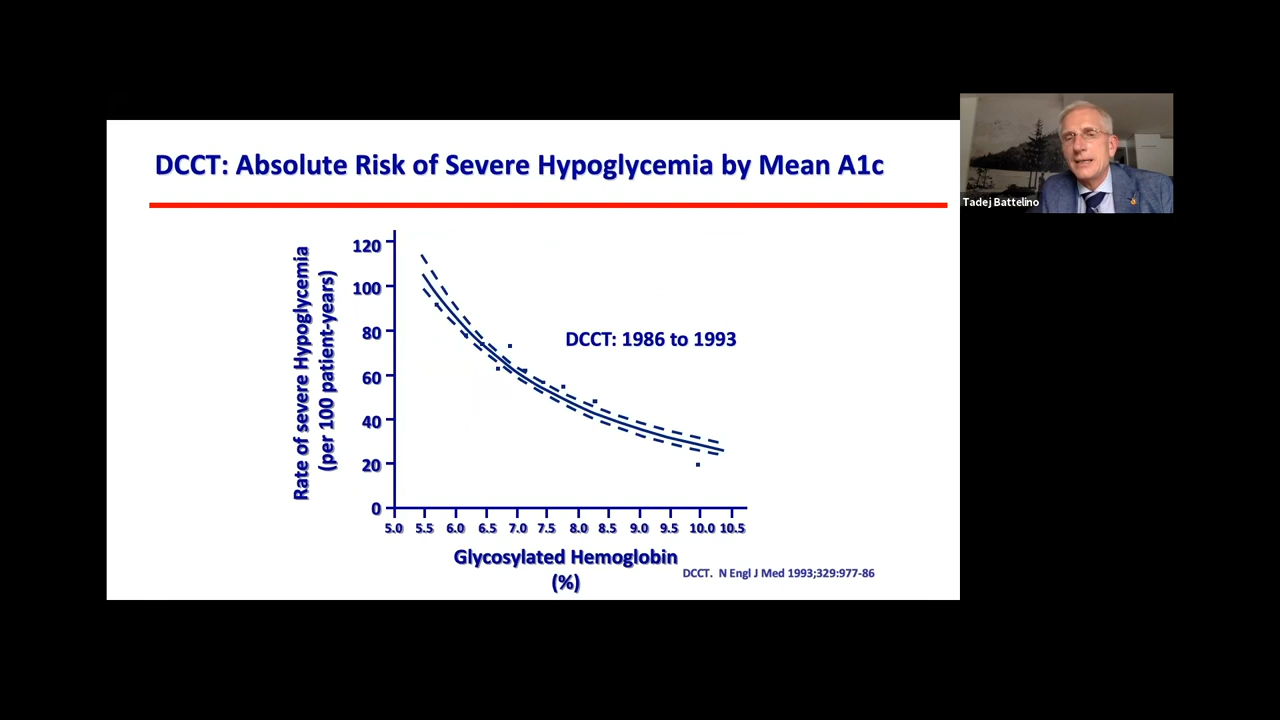 DCCT: Absolute Risk of Severe Hypoglycemia by Mean A1c
Tadej Battelino
Rate of severe Hypoglycemia
(per 100 patient-years)
120
100
80
60
40
20
0
DCCT: 1986 to 1993
5.0 5.5 6.0 6.5 7.0 7.5 8.0 8.5 9.0 9.5 10.0 10.5
Glycosylated Hemoglobin
(%)
DCCT. N Engl J Med 1993;329:977-86